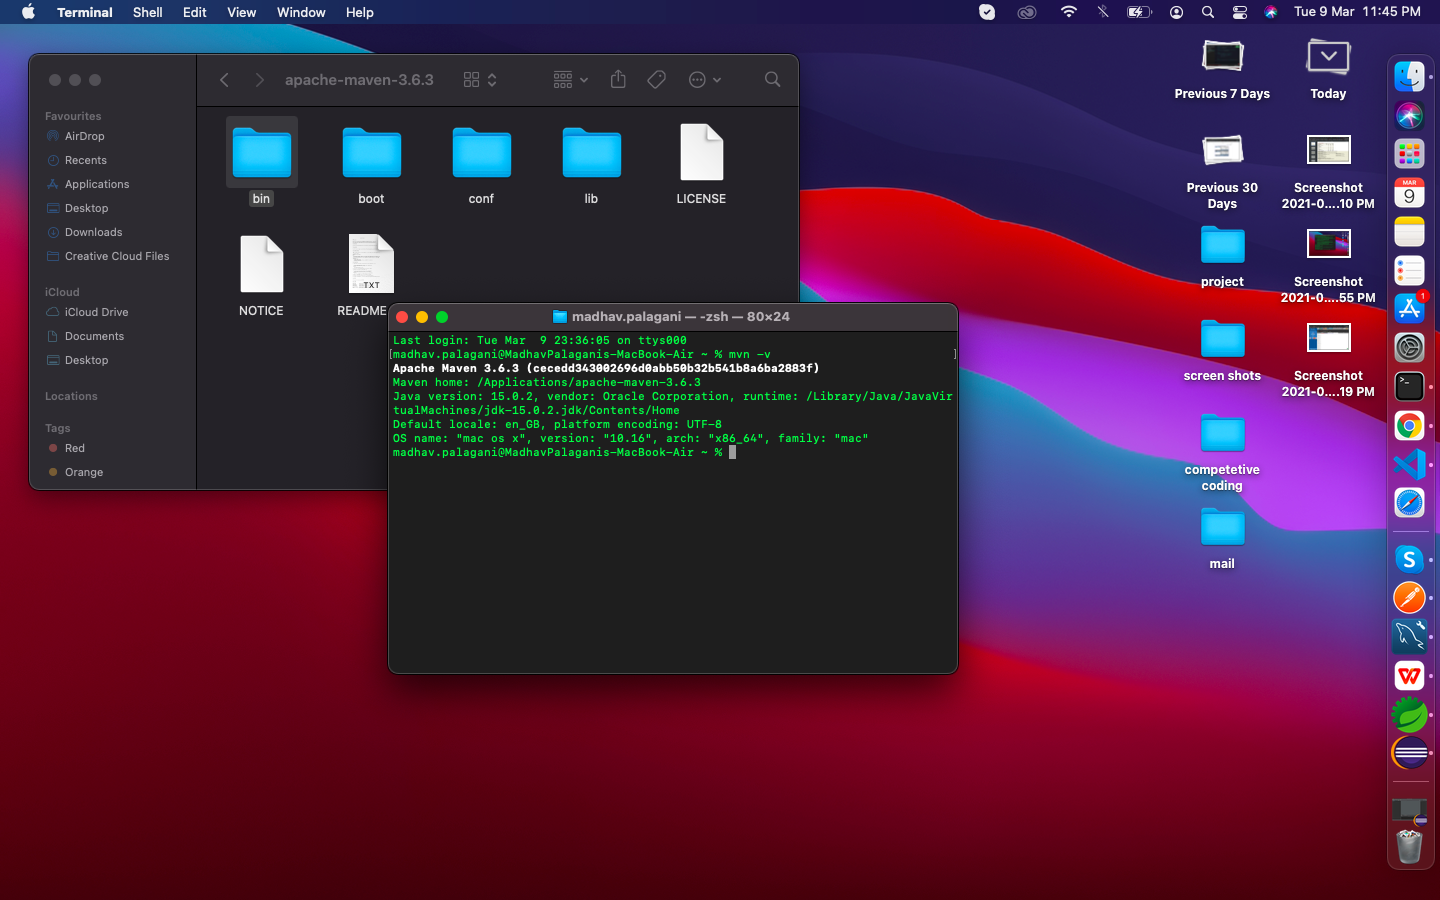 Terminal Shell Edit View Window Help
Tue 9 Mar 11:45 PM
apache-maven-3.6.3
Favourites
AirDrop
Recents
Applications
Desktop
Downloads
Creative Cloud Files
iCloud
iCloud Drive
Documents
Desktop
Locations
Tags
Red
Orange
bin
boot
conf
lib
LICENSE
NOTICE
TXT
README
madhav.palagani — -zsh — 80×24
Last login: Tue Mar  9 23:36:05 on ttys000
[madhav.palagani@MadhavPalaganis-MacBook-Air ~ % mvn -v ]
Apache Maven 3.6.3 (cecedd343002696d0abb50b32b541b8a6ba2883f)
Maven home: /Applications/apache-maven-3.6.3
Java version: 15.0.2, vendor: Oracle Corporation, runtime: /Library/Java/JavaVir
tualMachines/jdk-15.0.2.jdk/Contents/Home
Default locale: en_GB, platform encoding: UTF-8
OS name: "mac os x", version: "10.16", arch: "x86_64", family: "mac"
madhav.palagani@MadhavPalaganis-MacBook-Air ~ %
Previous 7 Days
Today
Previous 30
Days
Screenshot
2021-0....10 PM
project
Screenshot
2021-0....55 PM
screen shots
Screenshot
2021-0....19 PM
competetive
coding
mail
MAR
9
1
>_
S
W